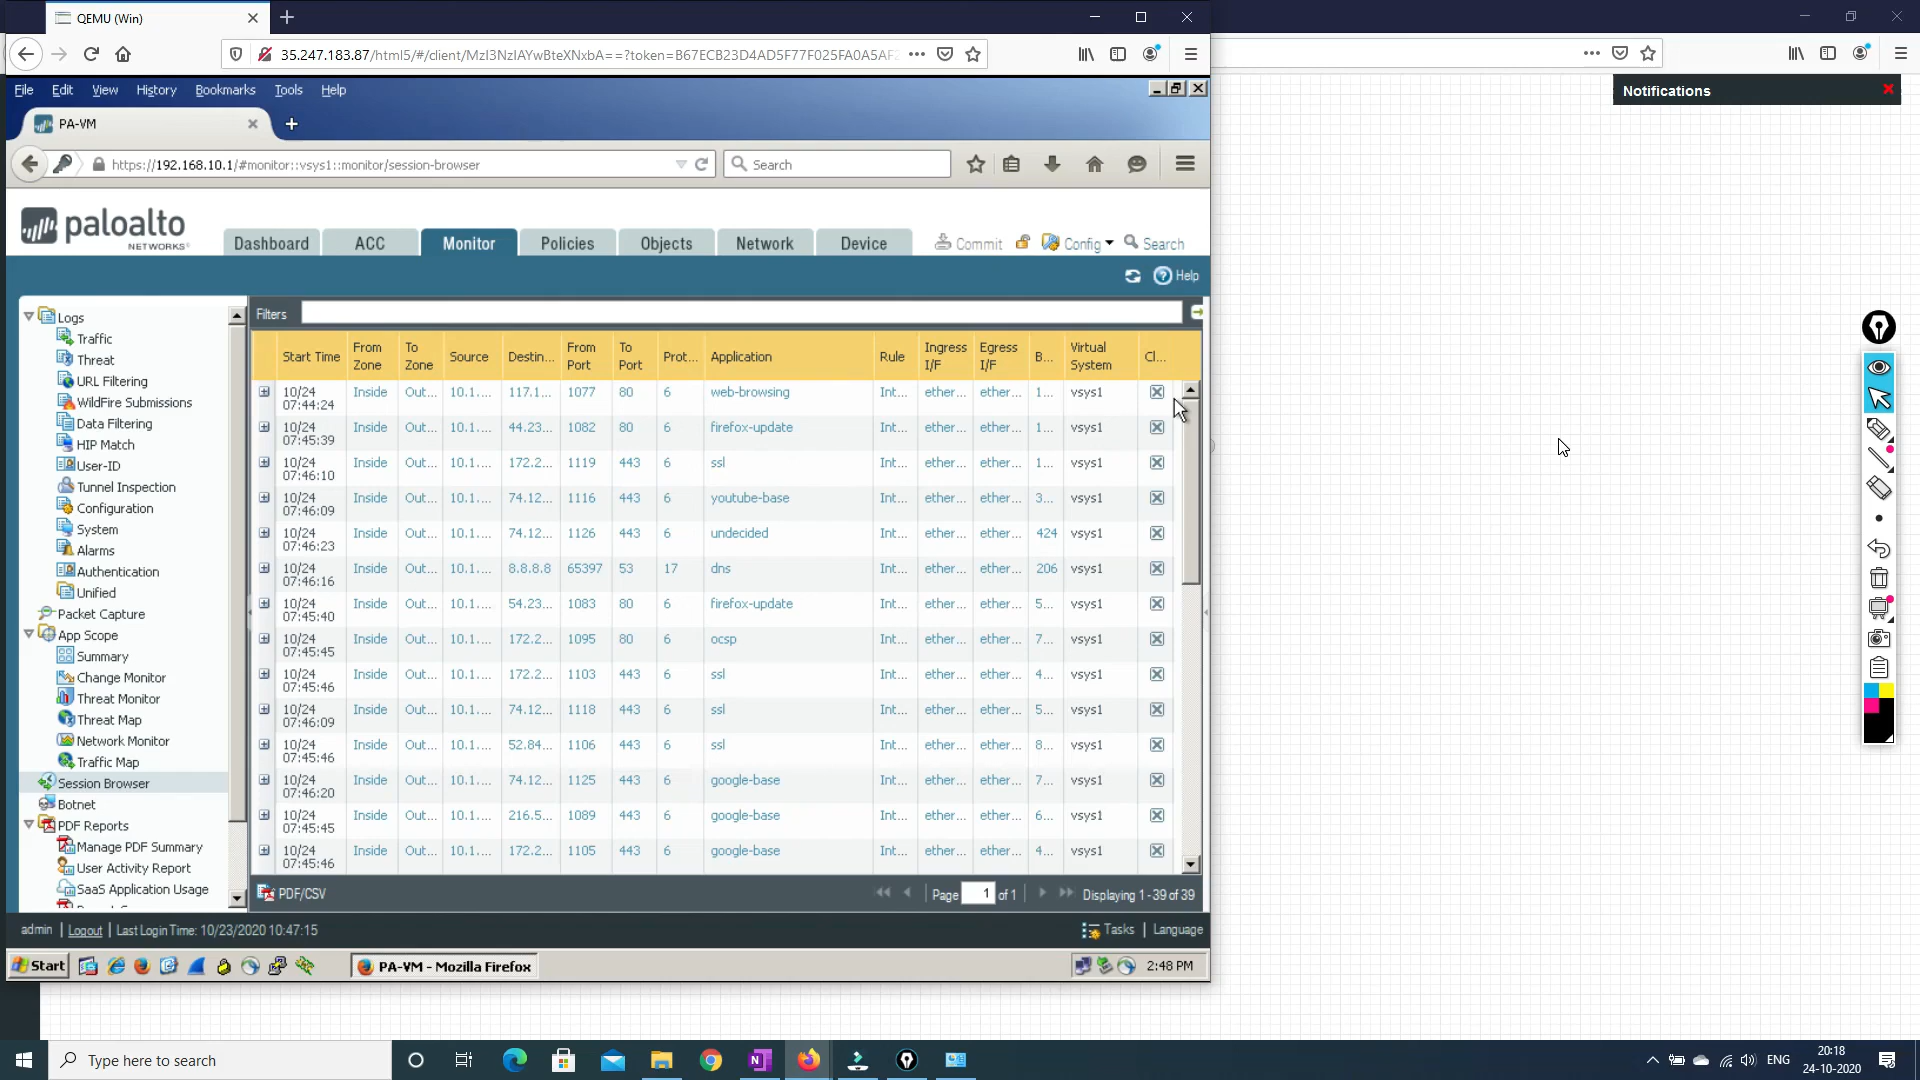 QEMU (Win)
35.247.183.87/html5/#/client/MzI3NzIAYwBteXNxbA==?token=B67ECB23D4AD5F77F025FA0A5AF2
File Edit View History Bookmarks Tools Help
PA-VM
https://192.168.10.1/#monitor::vsys1::monitor/session-browser
Search
Notifications
paloalto NETWORKS
Dashboard ACC Monitor Policies Objects Network Device Commit Config Search
Help
Logs
Traffic
Threat
URL Filtering
WildFire Submissions
Data Filtering
HIP Match
User-ID
Tunnel Inspection
Configuration
System
Alarms
Authentication
Unified
Packet Capture
App Scope
Summary
Change Monitor
Threat Monitor
Threat Map
Network Monitor
Traffic Map
Session Browser
Botnet
PDF Reports
Manage PDF Summary
User Activity Report
SaaS Application Usage
Filters
Start Time From Zone To Zone Source Destin... From Port To Port Prot... Application Rule Ingress I/F Egress I/F B... Virtual System Cl...
10/24 07:44:24 Inside Out... 10.1.... 117.1... 1077 80 6 web-browsing Int... ether... ether... 1... vsys1
10/24 07:45:39 Inside Out... 10.1.... 44.23... 1082 80 6 firefox-update Int... ether... ether... 1... vsys1
10/24 07:46:10 Inside Out... 10.1.... 172.2... 1119 443 6 ssl Int... ether... ether... 1... vsys1
10/24 07:46:09 Inside Out... 10.1.... 74.12... 1116 443 6 youtube-base Int... ether... ether... 3... vsys1
10/24 07:46:23 Inside Out... 10.1.... 74.12... 1126 443 6 undecided Int... ether... ether... 424 vsys1
10/24 07:46:16 Inside Out... 10.1.... 8.8.8.8 65397 53 17 dns Int... ether... ether... 206 vsys1
10/24 07:45:40 Inside Out... 10.1.... 54.23... 1083 80 6 firefox-update Int... ether... ether... 5... vsys1
10/24 07:45:45 Inside Out... 10.1.... 172.2... 1095 80 6 ocsp Int... ether... ether... 7... vsys1
10/24 07:45:46 Inside Out... 10.1.... 172.2... 1103 443 6 ssl Int... ether... ether... 4... vsys1
10/24 07:46:09 Inside Out... 10.1.... 74.12... 1118 443 6 ssl Int... ether... ether... 5... vsys1
10/24 07:45:46 Inside Out... 10.1.... 52.84... 1106 443 6 ssl Int... ether... ether... 8... vsys1
10/24 07:46:20 Inside Out... 10.1.... 74.12... 1125 443 6 google-base Int... ether... ether... 7... vsys1
10/24 07:45:45 Inside Out... 10.1.... 216.5... 1089 443 6 google-base Int... ether... ether... 6... vsys1
10/24 07:45:46 Inside Out... 10.1.... 172.2... 1105 443 6 google-base Int... ether... ether... 4... vsys1
PDF/CSV Page 1 of 1 Displaying 1 - 39 of 39
admin | Logout | Last Login Time: 10/23/2020 10:47:15 Tasks | Language
Start PA-VM - Mozilla Firefox 2:48 PM
Type here to search ENG 20:18
24-10-2020